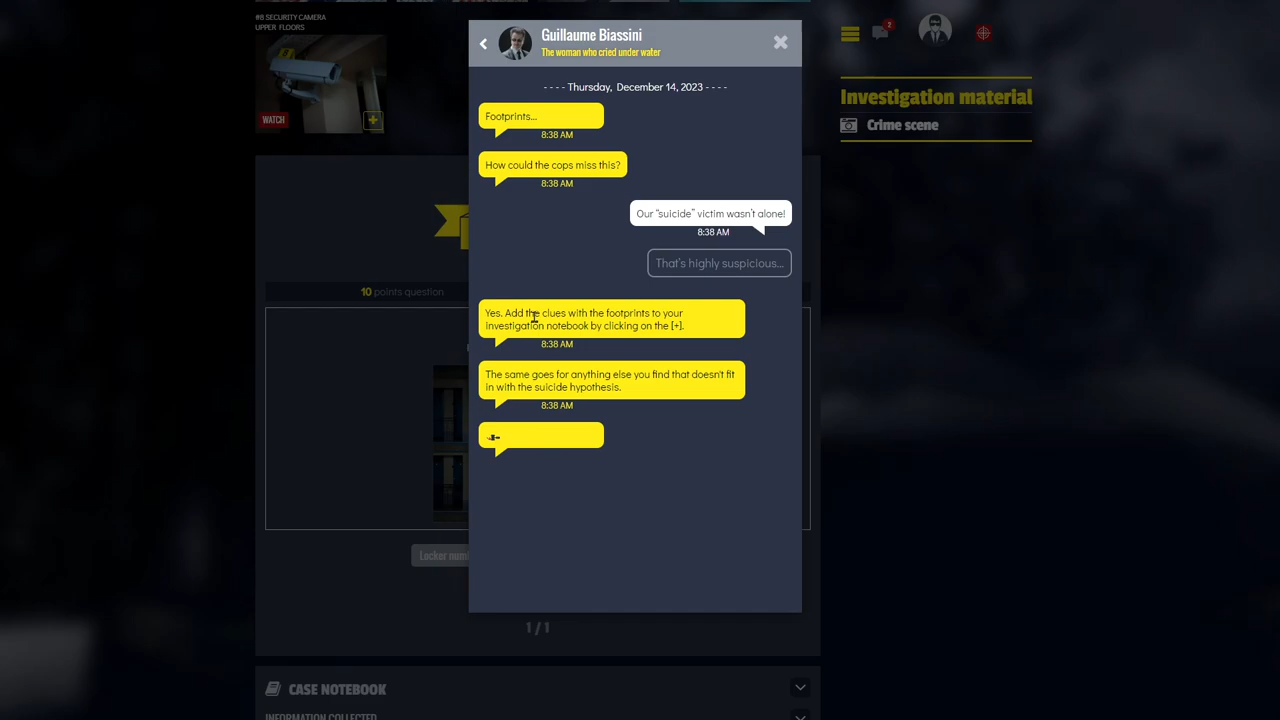 #8 SECURITY CAMERA
UPPER FLOORS
WATCH
Guillaume Biassini
The woman who cried under water
2
- - - - Thursday, December 14, 2023 - - - -
Investigation material
Crime scene
Footprints...
8:38 AM
How could the cops miss this?
8:38 AM
Our "suicide" victim wasn't alone!
8:38 AM
That's highly suspicious...
10 points question
Yes. Add the clues with the footprints to your
investigation notebook by clicking on the [+].
8:38 AM
The same goes for anything else you find that doesn't fit
in with the suicide hypothesis.
8:38 AM
Locker
1 / 1
CASE NOTEBOOK
INFORMATION COLLECTED